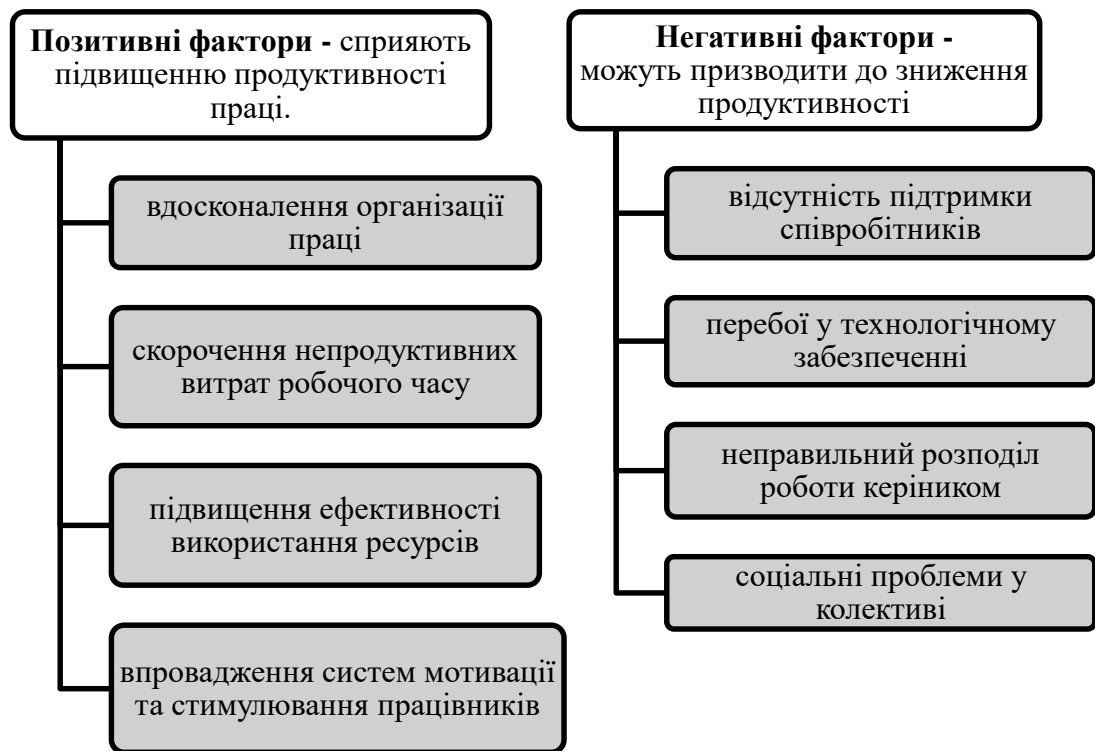 Позитивні фактори - сприяють
підвищенню продуктивності
праці.
вдосконалення організації
праці
скорочення непродуктивних
витрат робочого часу
підвищення ефективності
використання ресурсів
впровадження систем мотивації
та стимулювання працівників
Негативні фактори -
можуть призводити до зниження
продуктивності
відсутність підтримки
співробітників
перебої у технологічному
забезпеченні
неправильний розподіл
роботи керіником
соціальні проблеми у
колективі